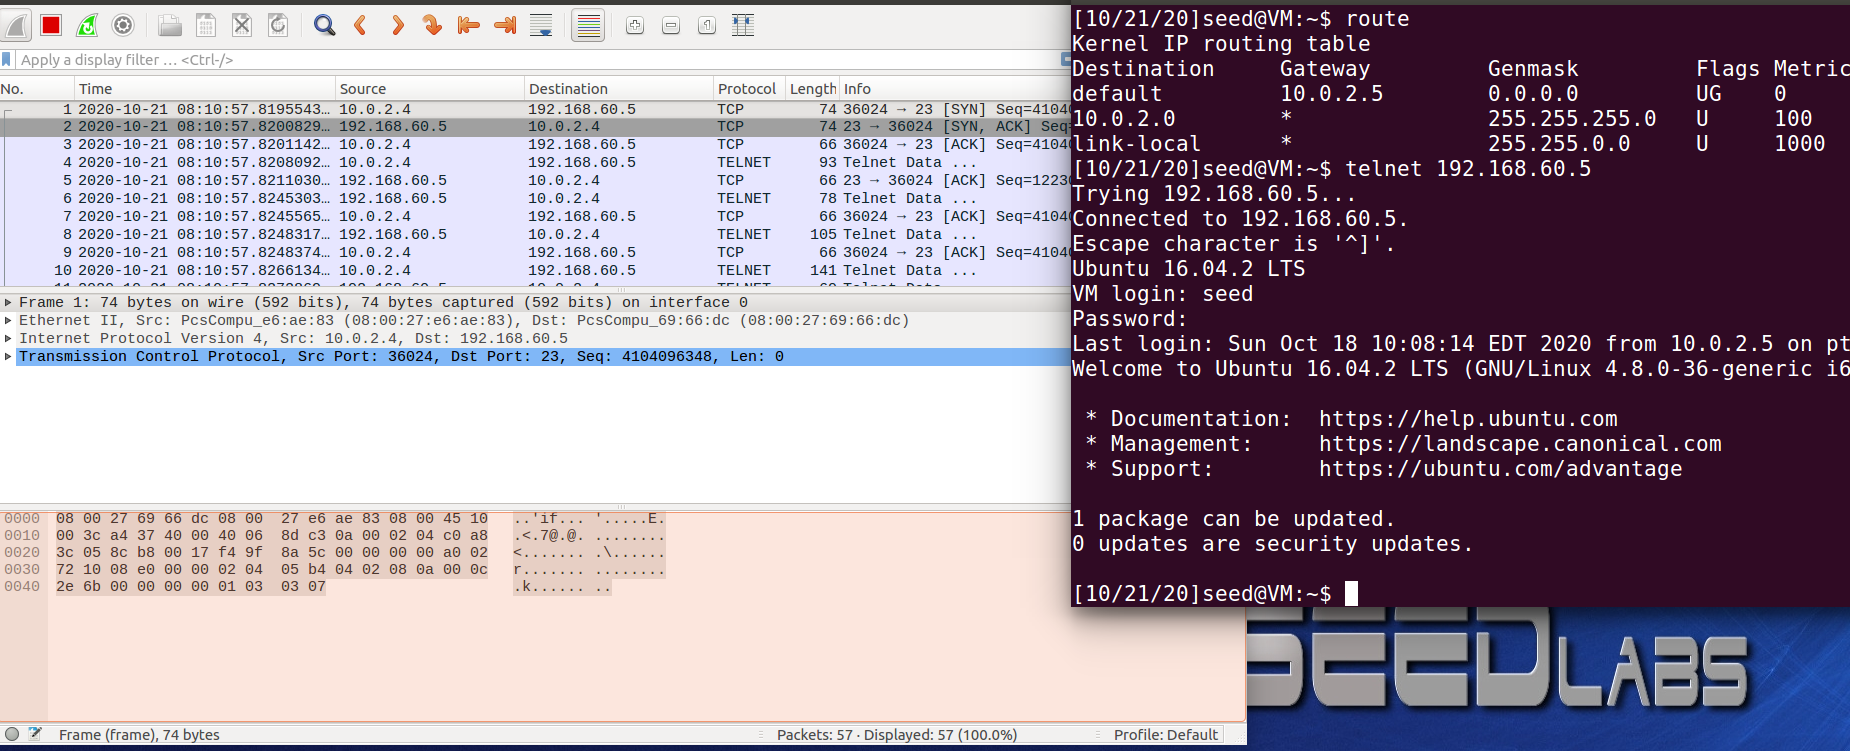 Apply a display filter … <Ctrl-/>
No. Time Source Destination Protocol Length Info
1 2020-10-21 08:10:57.8195543… 10.0.2.4 192.168.60.5 TCP 74 36024 → 23 [SYN] Seq=41040
2 2020-10-21 08:10:57.8200829… 192.168.60.5 10.0.2.4 TCP 74 23 → 36024 [SYN, ACK] Seq=
3 2020-10-21 08:10:57.8201142… 10.0.2.4 192.168.60.5 TCP 66 36024 → 23 [ACK] Seq=41040
4 2020-10-21 08:10:57.8208092… 10.0.2.4 192.168.60.5 TELNET 93 Telnet Data ...
5 2020-10-21 08:10:57.8211030… 192.168.60.5 10.0.2.4 TCP 66 23 → 36024 [ACK] Seq=12230
6 2020-10-21 08:10:57.8245303… 192.168.60.5 10.0.2.4 TELNET 78 Telnet Data ...
7 2020-10-21 08:10:57.8245565… 10.0.2.4 192.168.60.5 TCP 66 36024 → 23 [ACK] Seq=41040
8 2020-10-21 08:10:57.8248317… 192.168.60.5 10.0.2.4 TELNET 105 Telnet Data ...
9 2020-10-21 08:10:57.8248374… 10.0.2.4 192.168.60.5 TCP 66 36024 → 23 [ACK] Seq=41040
10 2020-10-21 08:10:57.8266134… 10.0.2.4 192.168.60.5 TELNET 141 Telnet Data ...
Frame 1: 74 bytes on wire (592 bits), 74 bytes captured (592 bits) on interface 0
Ethernet II, Src: PcsCompu_e6:ae:83 (08:00:27:e6:ae:83), Dst: PcsCompu_69:66:dc (08:00:27:69:66:dc)
Internet Protocol Version 4, Src: 10.0.2.4, Dst: 192.168.60.5
Transmission Control Protocol, Src Port: 36024, Dst Port: 23, Seq: 4104096348, Len: 0
0000 08 00 27 69 66 dc 08 00 27 e6 ae 83 08 00 45 10 ..'if... '.....E.
0010 00 3c a4 37 40 00 40 06 8d c3 0a 00 02 04 c0 a8 .<.7@.@. ........
0020 3c 05 8c b8 00 17 f4 9f 8a 5c 00 00 00 00 a0 02 <....... .\......
0030 72 10 08 e0 00 00 02 04 05 b4 04 02 08 0a 00 0c r....... ........
0040 2e 6b 00 00 00 00 01 03 03 07 .k...... ..
Frame (frame), 74 bytes Packets: 57 · Displayed: 57 (100.0%) Profile: Default
[10/21/20]seed@VM:~$ route
Kernel IP routing table
Destination Gateway Genmask Flags Metric
default 10.0.2.5 0.0.0.0 UG 0
10.0.2.0 * 255.255.255.0 U 100
link-local * 255.255.0.0 U 1000
[10/21/20]seed@VM:~$ telnet 192.168.60.5
Trying 192.168.60.5...
Connected to 192.168.60.5.
Escape character is '^]'.
Ubuntu 16.04.2 LTS
VM login: seed
Password:
Last login: Sun Oct 18 10:08:14 EDT 2020 from 10.0.2.5 on pt
Welcome to Ubuntu 16.04.2 LTS (GNU/Linux 4.8.0-36-generic i6
* Documentation: https://help.ubuntu.com
* Management: https://landscape.canonical.com
* Support: https://ubuntu.com/advantage
1 package can be updated.
0 updates are security updates.
[10/21/20]seed@VM:~$
SEEDLABS